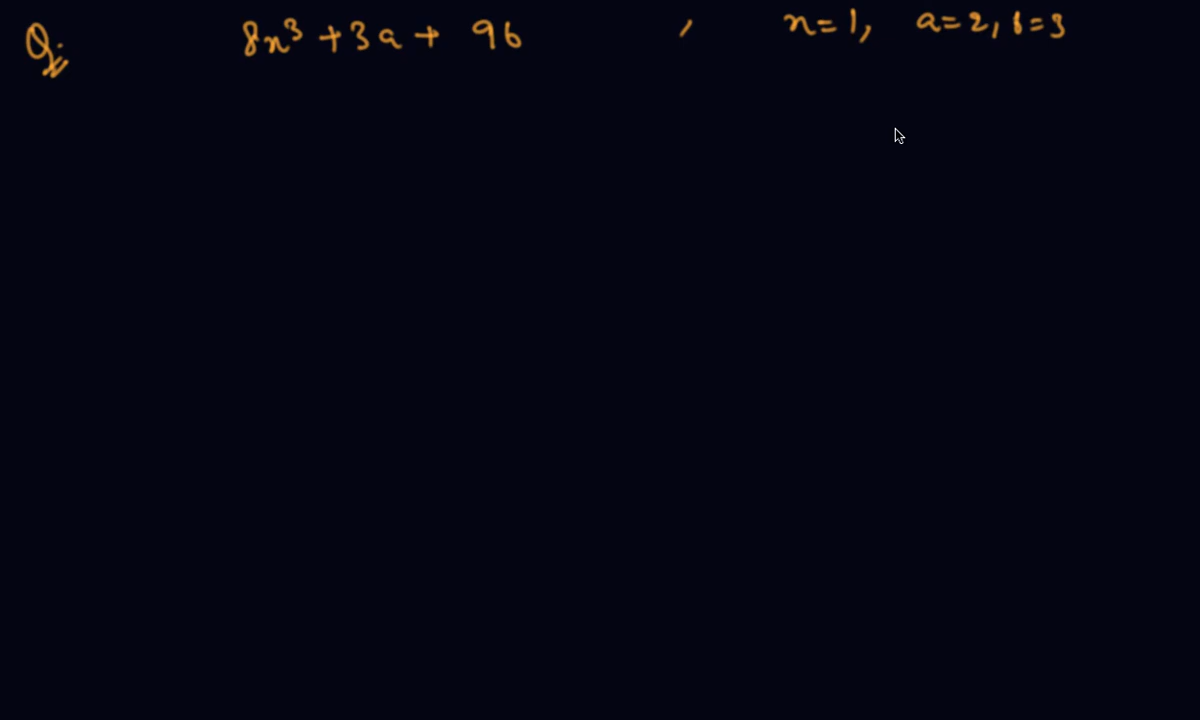 Q. 8x³ + 3a + 9b , x=1, a=2, b=3